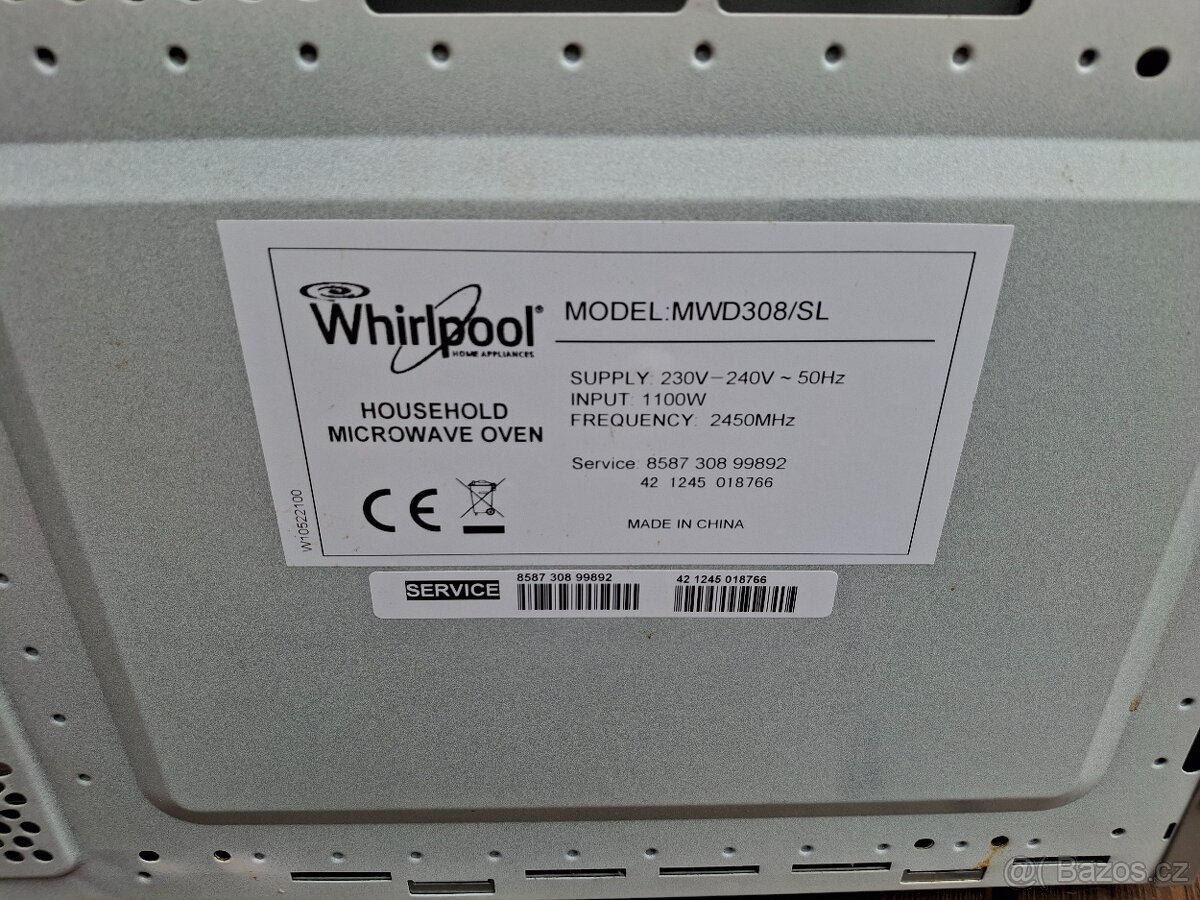 Whirlpool®
HOME APPLIANCES
HOUSEHOLD
MICROWAVE OVEN
CE
W10522100
MODEL:MWD308/SL
SUPPLY: 230V-240V ~ 50Hz
INPUT: 1100W
FREQUENCY: 2450MHz
Service: 8587 308 99892
42 1245 018766
MADE IN CHINA
SERVICE
8587 308 99892
42 1245 018766
@( Bazos.cz